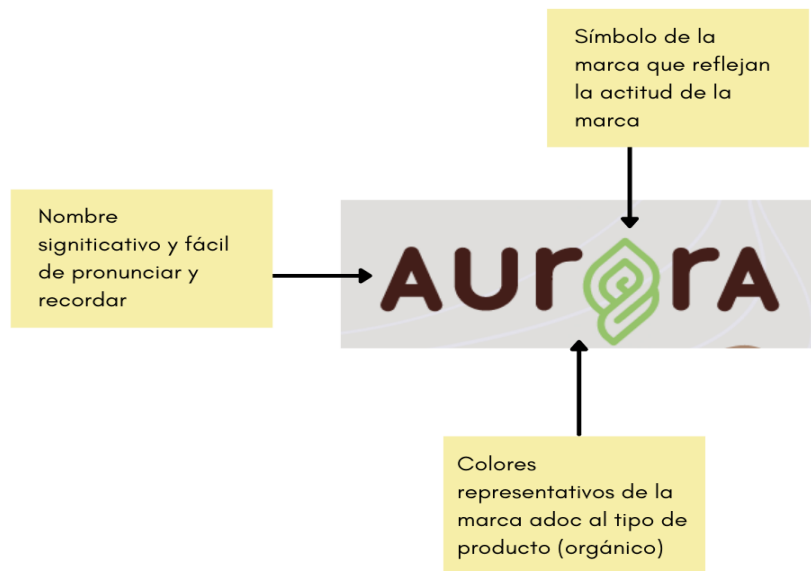 Símbolo de la
marca que reflejan
la actitud de la
marca
Nombre
signiticativo y fácil
de pronunciar y
recordar
AurorA
Colores
representativos de la
marca adoc al tipo de
producto (orgánico)